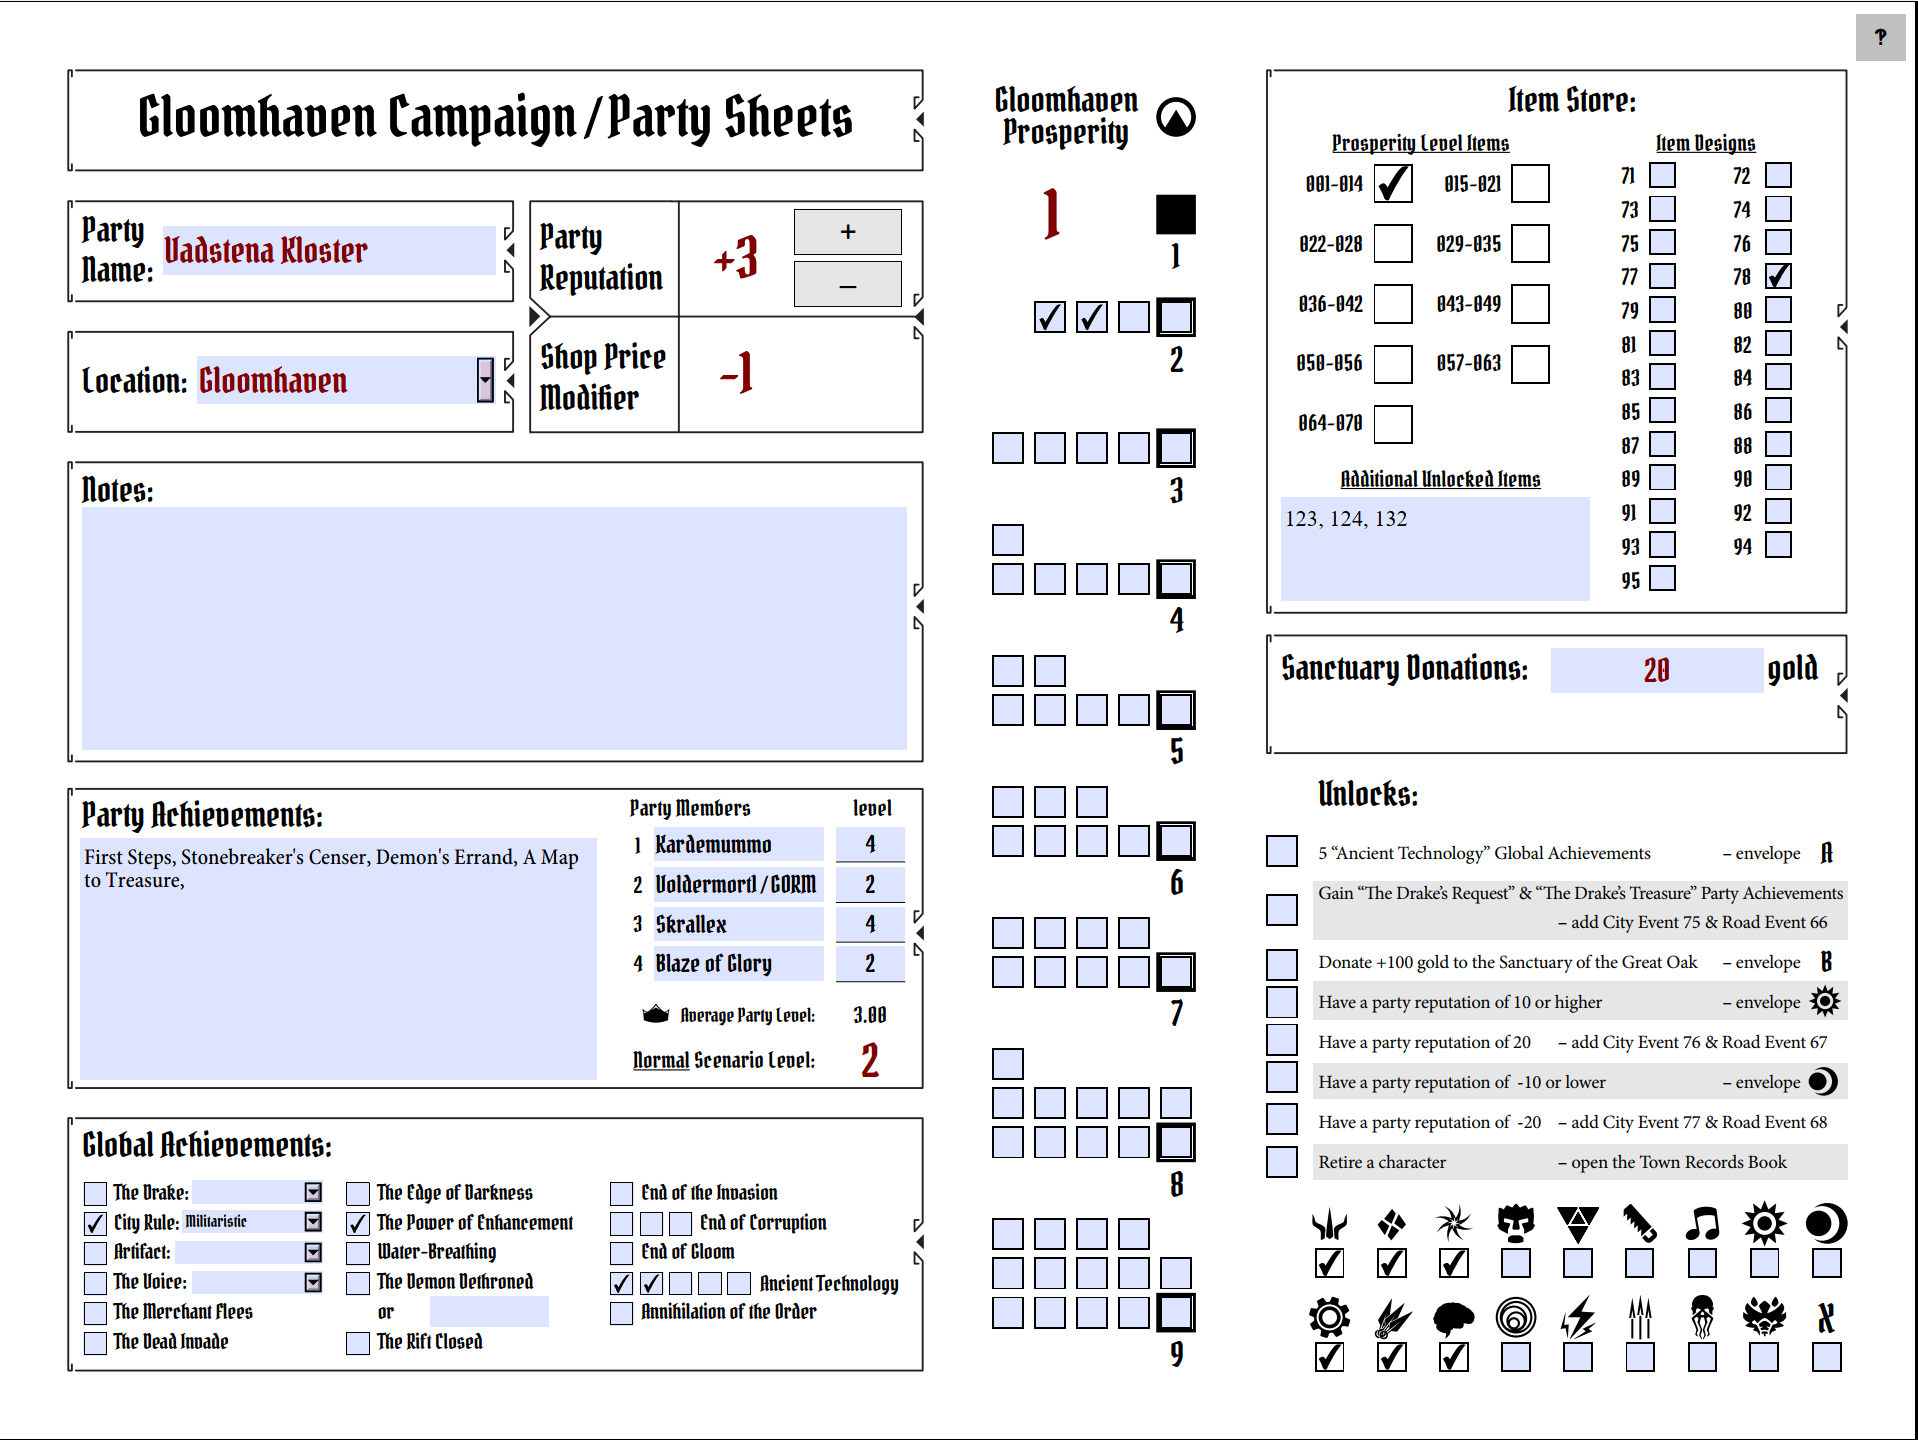 ?
Gloomhaven Campaign/Party Sheets
Party Name: Vadstena Kloster
Party Reputation +3
+
−
Location: Gloomhaven
Shop Price Modifier -1
Notes:
Party Achievements:
First Steps, Stonebreaker's Censer, Demon's Errand, A Map
to Treasure,
Party Members level
1 Kardemummo 4
2 Voldermort1/GORM 2
3 Skrallex 4
4 Blaze of Glory 2
Average Party Level: 3.00
Normal Scenario Level: 2
Global Achievements:
The Drake:
City Rule: Militaristic
Artifact:
The Voice:
The Merchant Flees
The Dead Invade
The Edge of Darkness
The Power of Enhancement
Water-Breathing
The Demon Dethroned
or
The Rift Closed
End of the Invasion
End of Corruption
End of Gloom
Ancient Technology
Annihilation of the Order
Gloomhaven
Prosperity
1
1
2
3
4
5
6
7
8
9
Item Store:
Prosperity Level Items
001-014 015-021
022-028 029-035
036-042 043-049
050-056 057-063
064-070
Additional Unlocked Items
123, 124, 132
Item Designs
71 72
73 74
75 76
77 78
79 80
81 82
83 84
85 86
87 88
89 90
91 92
93 94
95
Sanctuary Donations: 20 gold
Unlocks:
5 “Ancient Technology” Global Achievements – envelope A
Gain “The Drake's Request” & “The Drake's Treasure” Party Achievements
– add City Event 75 & Road Event 66
Donate +100 gold to the Sanctuary of the Great Oak – envelope B
Have a party reputation of 10 or higher – envelope
Have a party reputation of 20 – add City Event 76 & Road Event 67
Have a party reputation of -10 or lower – envelope
Have a party reputation of -20 – add City Event 77 & Road Event 68
Retire a character – open the Town Records Book
X